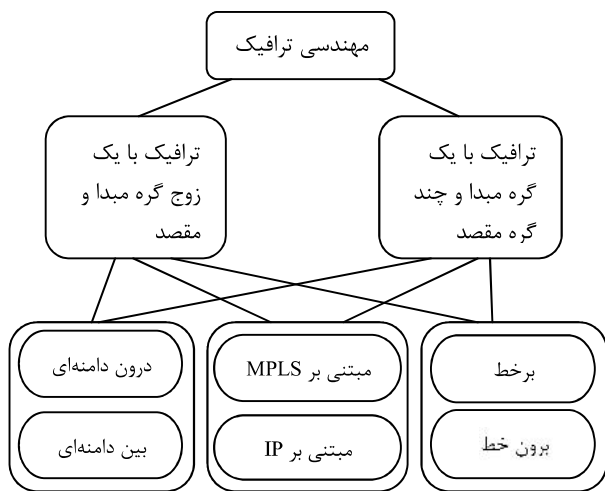 مهندسی ترافیک
ترافیک با یک
گره مبدا و چند
گره مقصد
ترافیک با یک
زوج گره مبدا و
مقصد
برخط
برون خط
مبتنی بر MPLS
مبتنی بر IP
درون دامنه‌ای
بین دامنه‌ای